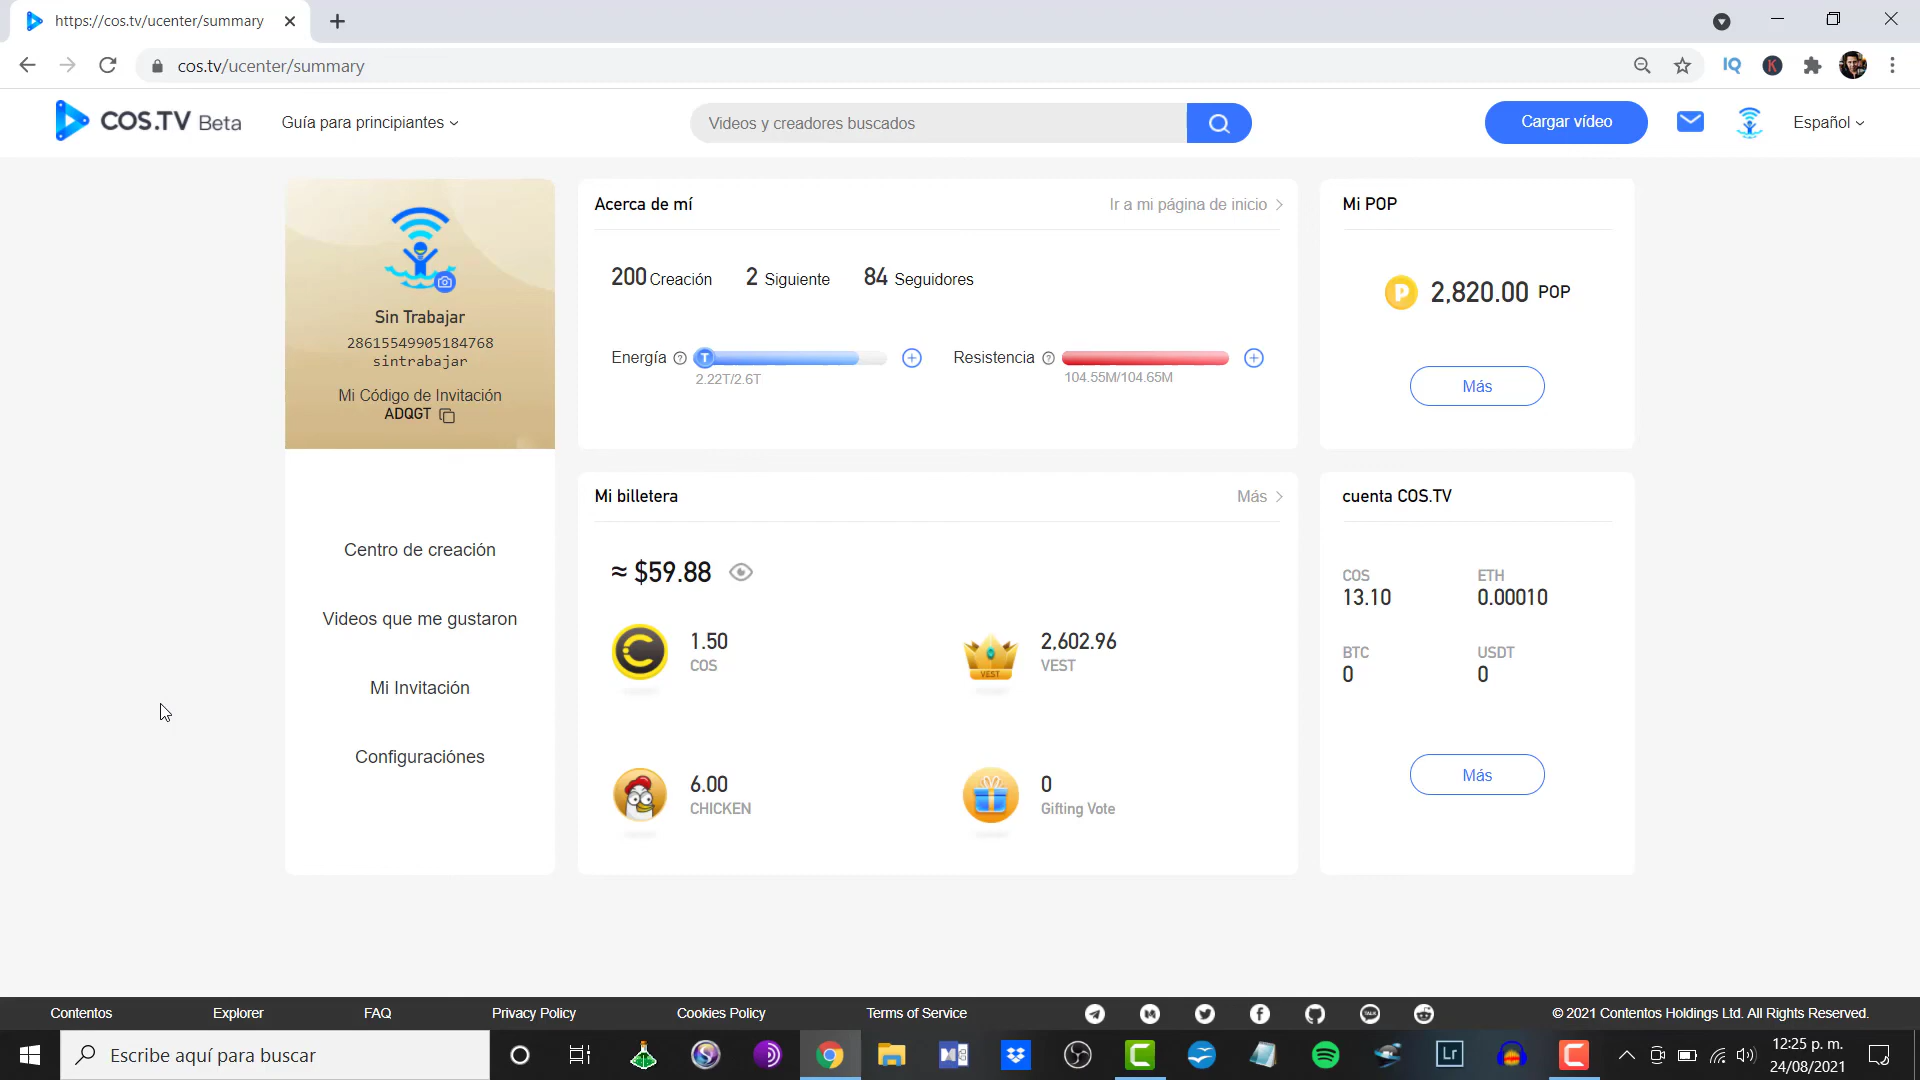 https://cos.tv/ucenter/summary
cos.tv/ucenter/summary
IQ
K
COS.TV Beta
Guía para principiantes
Videos y creadores buscados
Cargar vídeo
Español
Sin Trabajar
28615549905184768
sintrabajar
Mi Código de Invitación
ADQGT
Centro de creación
Videos que me gustaron
Mi Invitación
Configuraciónes
Acerca de mí
Ir a mi página de inicio
200 Creación
2 Siguiente
84 Seguidores
Energía
T
2.22T/2.6T
Resistencia
104.55M/104.65M
Mi POP
P
2,820.00 POP
Más
Mi billetera
Más
≈ $59.88
1.50
COS
VEST
2,602.96
VEST
6.00
CHICKEN
0
Gifting Vote
cuenta COS.TV
COS
13.10
ETH
0.00010
BTC
0
USDT
0
Más
Contentos
Explorer
FAQ
Privacy Policy
Cookies Policy
Terms of Service
TALK
© 2021 Contentos Holdings Ltd. All Rights Reserved.
Escribe aquí para buscar
Lr
12:25 p. m.
24/08/2021